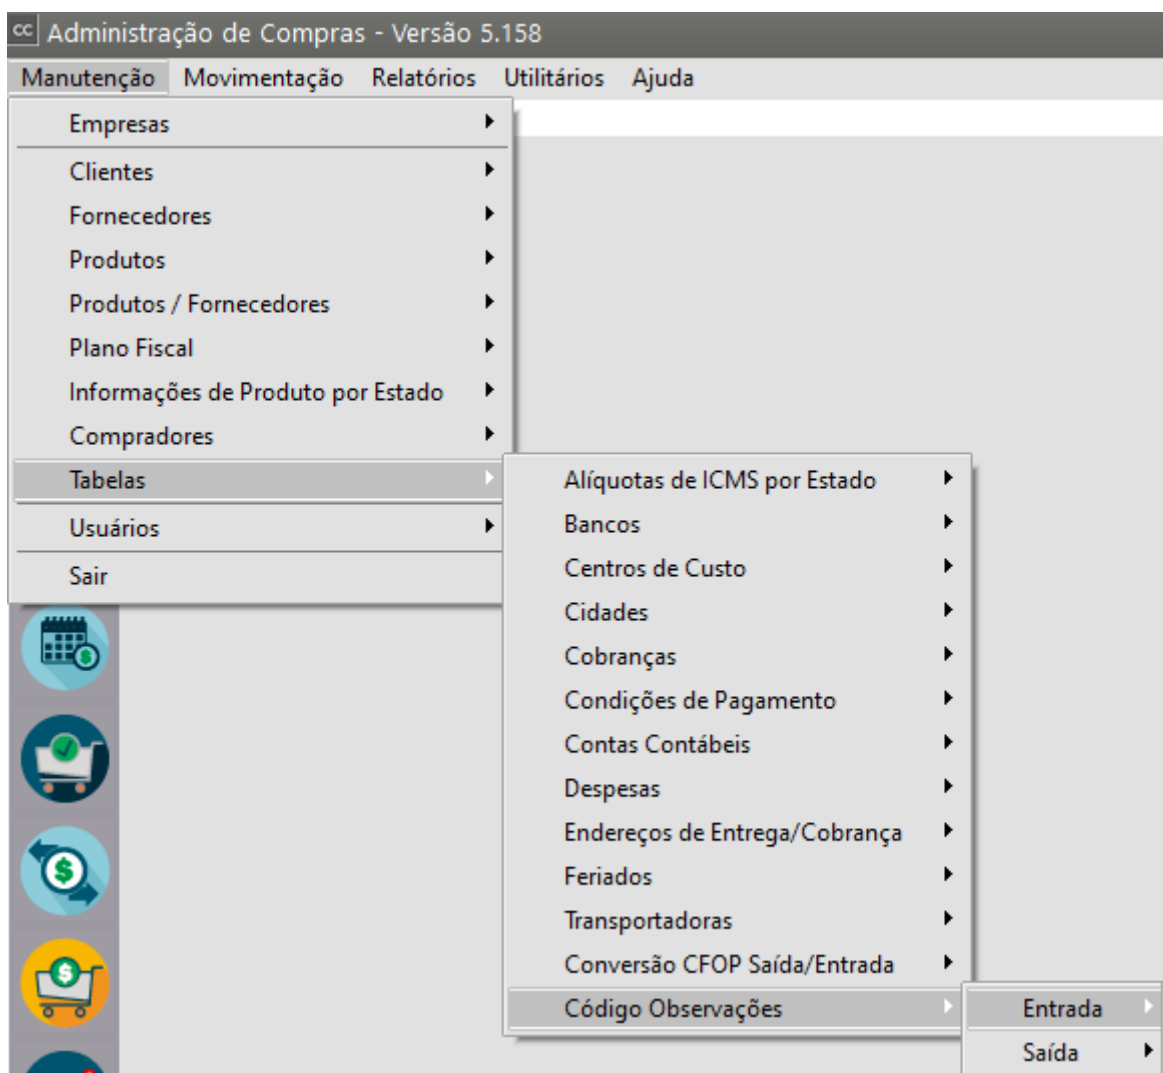 cc Administração de Compras - Versão 5.158
Manutenção Movimentação Relatórios Utilitários Ajuda
Empresas
Clientes
Fornecedores
Produtos
Produtos / Fornecedores
Plano Fiscal
Informações de Produto por Estado
Compradores
Tabelas
Usuários
Sair
Alíquotas de ICMS por Estado
Bancos
Centros de Custo
Cidades
Cobranças
Condições de Pagamento
Contas Contábeis
Despesas
Endereços de Entrega/Cobrança
Feriados
Transportadoras
Conversão CFOP Saída/Entrada
Código Observações
Entrada
Saída